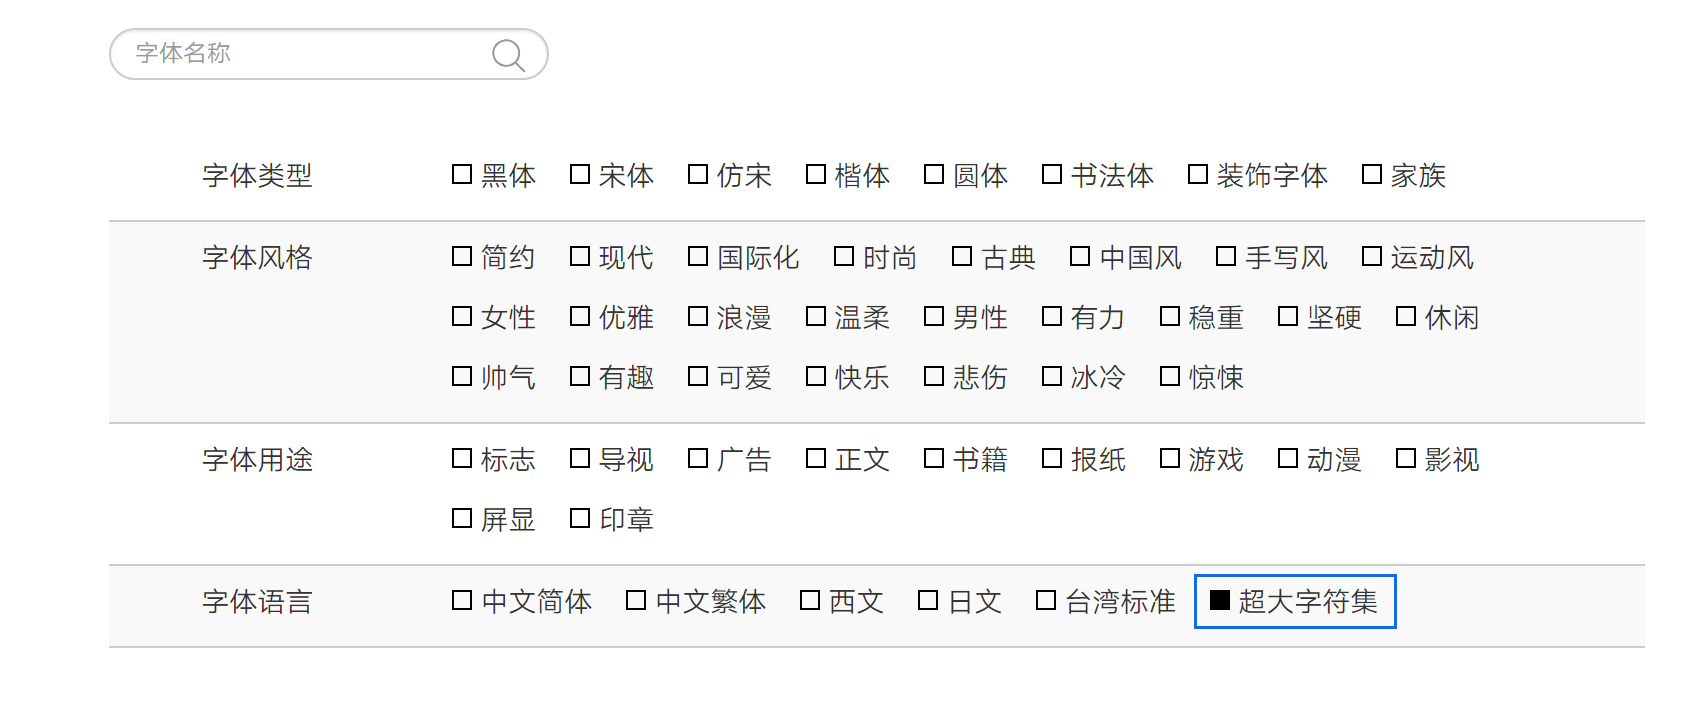 字体名称
字体类型 黑体 宋体 仿宋 楷体 圆体 书法体 装饰字体 家族
字体风格 简约 现代 国际化 时尚 古典 中国风 手写风 运动风
女性 优雅 浪漫 温柔 男性 有力 稳重 坚硬 休闲
帅气 有趣 可爱 快乐 悲伤 冰冷 惊悚
字体用途 标志 导视 广告 正文 书籍 报纸 游戏 动漫 影视
屏显 印章
字体语言 中文简体 中文繁体 西文 日文 台湾标准 超大字符集